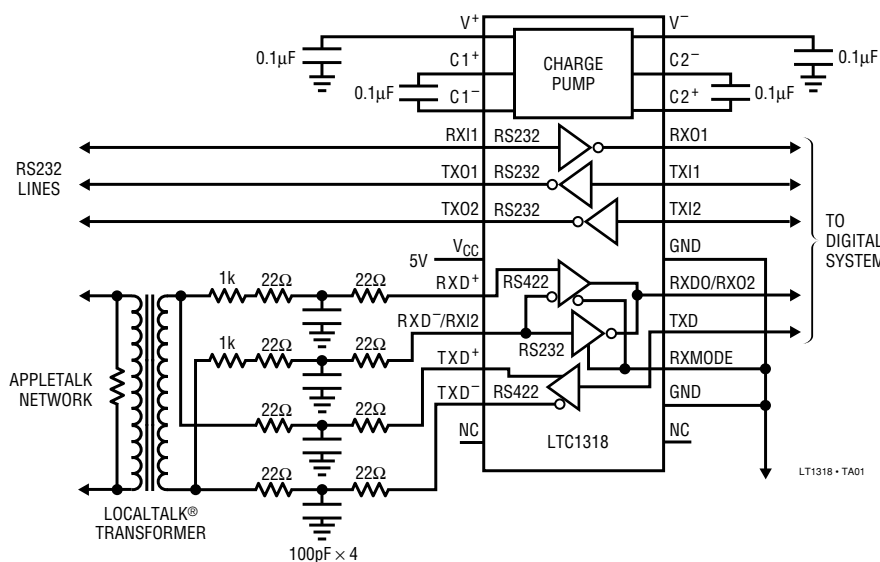 V+ V−
0.1µF C1+ CHARGE PUMP C2− 0.1µF
0.1µF C1− C2+ 0.1µF
RXI1 RS232 RXO1
RS232 LINES
TXO1 RS232 TXI1
TXO2 RS232 TXI2
TO DIGITAL SYSTEM
5V VCC GND
1k 22Ω 22Ω RXD+ RS422 RXDO/RXO2
1k 22Ω 22Ω RXD−/RXI2 RS232 TXD
APPLETALK NETWORK
TXD+ RXMODE
22Ω 22Ω TXD− RS422 GND
NC LTC1318 NC
22Ω 22Ω
LOCALTALK® TRANSFORMER
100pF × 4
LT1318 • TA01